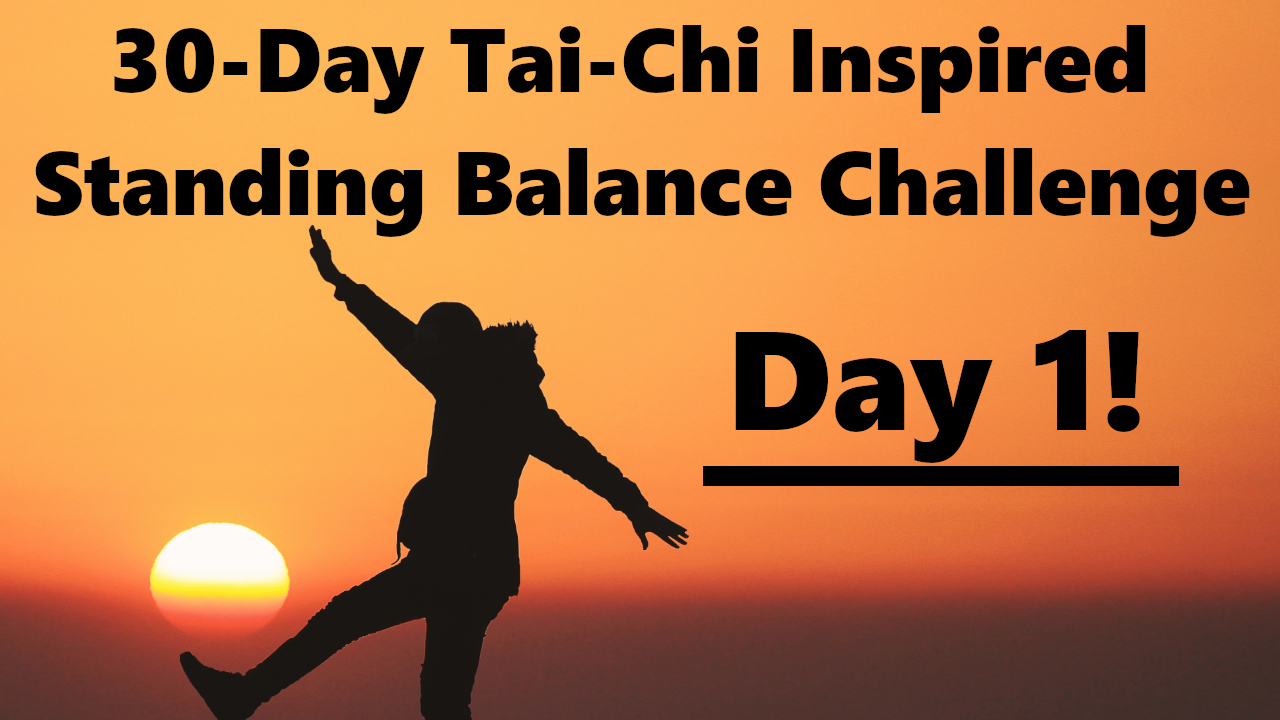 30-Day Tai-Chi Inspired
Standing Balance Challenge
Day 1!